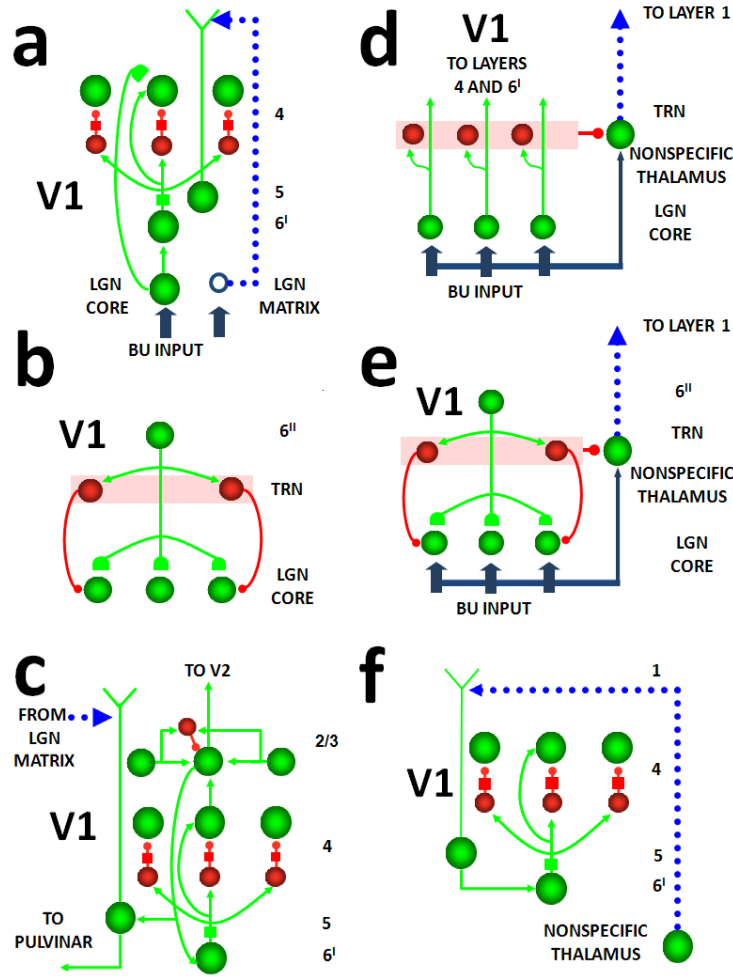 a
4
V1
5
6I
LGN
CORE
LGN
MATRIX
BU INPUT
b
V1
6II
TRN
LGN
CORE
c
TO V2
FROM
LGN
MATRIX
2/3
V1
4
TO
PULVINAR
5
6I
d
V1
TO LAYER 1
TO LAYERS
4 AND 6I
TRN
NONSPECIFIC
THALAMUS
LGN
CORE
BU INPUT
e
TO LAYER 1
V1
6II
TRN
NONSPECIFIC
THALAMUS
LGN
CORE
BU INPUT
f
1
V1
4
5
6I
NONSPECIFIC
THALAMUS